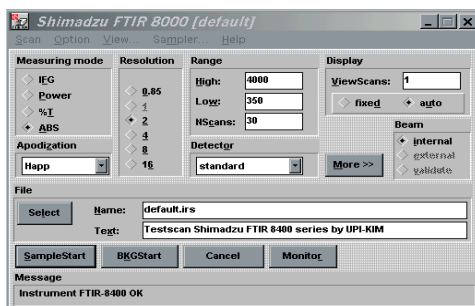 Shimadzu FTIR 8000 [default]
Scan Option View... Sampler... Help
Measuring mode
IFG
Power
%T
ABS
Resolution
0.85
1
2
4
8
16
Range
High: 4000
Low: 350
NScans: 30
Display
ViewScans: 1
fixed auto
Beam
internal
external
validate
Apodization
Happ
Detector
standard
More >>
File
Select
Name: default.irs
Text: Testscan Shimadzu FTIR 8400 series by UPI-KIM
SampleStart BKGStart Cancel Monitor
Message
Instrument FTIR-8400 OK